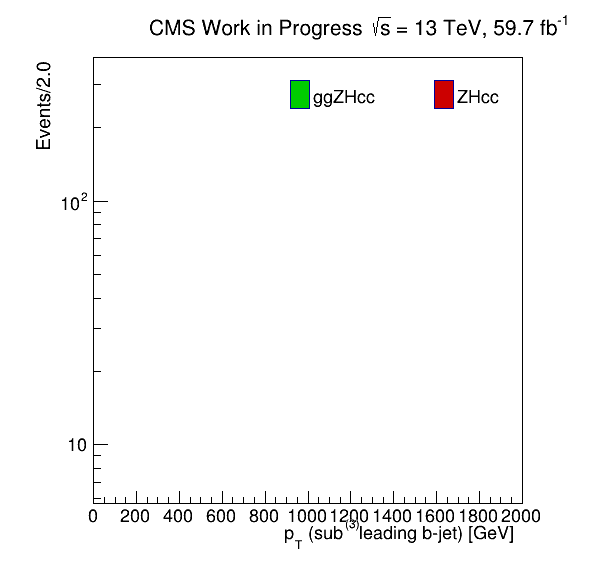 CMS Work in Progress √s = 13 TeV, 59.7 fb⁻¹
Events/2.0
ggZHcc ZHcc
10²
10
0 200 400 600 800 1000 1200 1400 1600 1800 2000
p_T (sub⁽³⁾leading b-jet) [GeV]